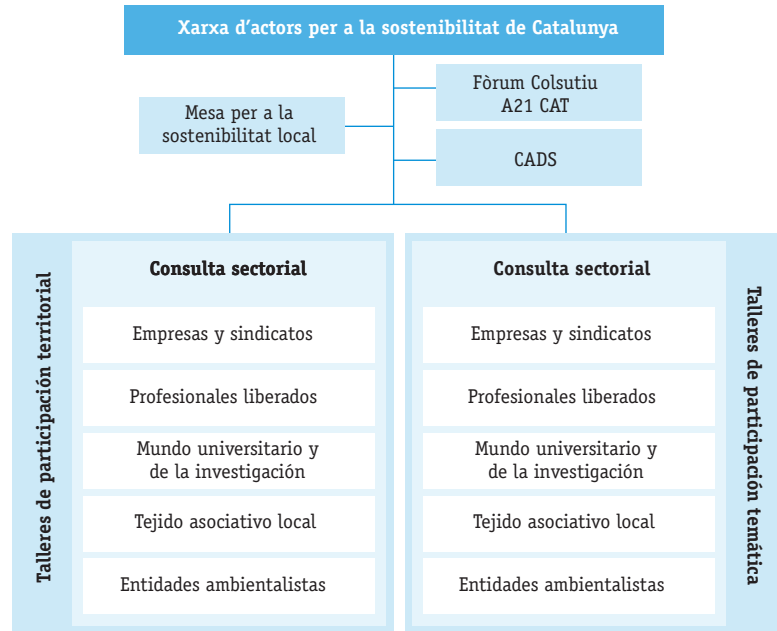 Xarxa d'actors per a la sostenibilitat de Catalunya
Fòrum Colsutiu
A21 CAT
Mesa per a la
sostenibilitat local
CADS
Talleres de participación territorial
Consulta sectorial
Empresas y sindicatos
Profesionales liberados
Mundo universitario y
de la investigación
Tejido asociativo local
Entidades ambientalistas
Consulta sectorial
Empresas y sindicatos
Profesionales liberados
Mundo universitario y
de la investigación
Tejido asociativo local
Entidades ambientalistas
Talleres de participación temática